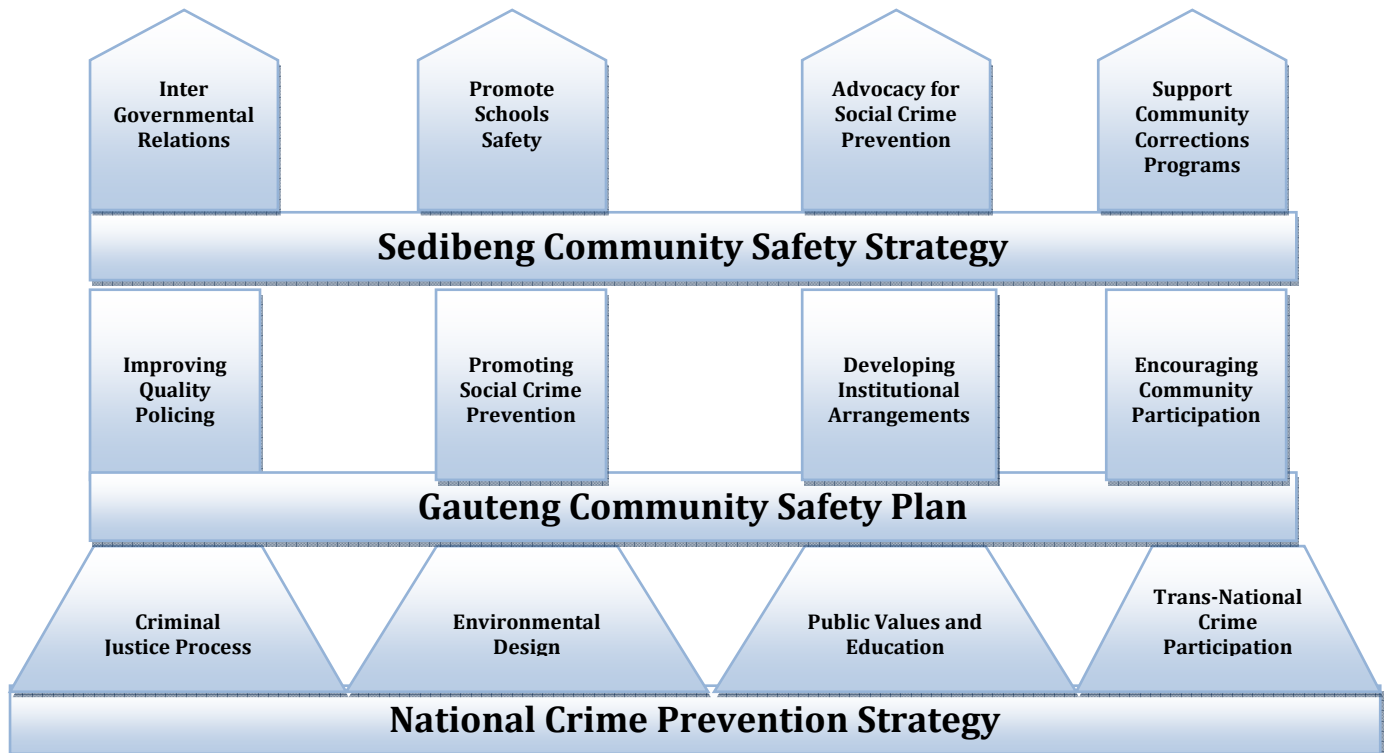 Inter
Governmental
Relations
Promote
Schools
Safety
Advocacy for
Social Crime
Prevention
Support
Community
Corrections
Programs
Sedibeng Community Safety Strategy
Improving
Quality
Policing
Promoting
Social Crime
Prevention
Developing
Institutional
Arrangements
Encouraging
Community
Participation
Gauteng Community Safety Plan
Criminal
Justice Process
Environmental
Design
Public Values and
Education
Trans-National
Crime
Participation
National Crime Prevention Strategy